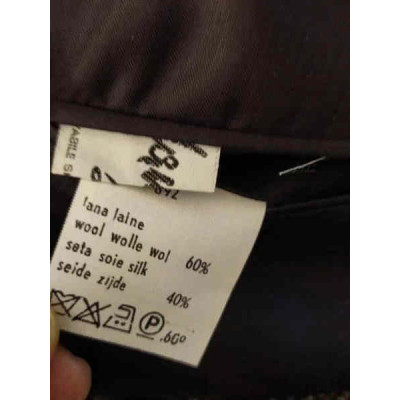 lana laine
wool wolle wol 60%
seta soie silk
seide zijde 40%
P .60°